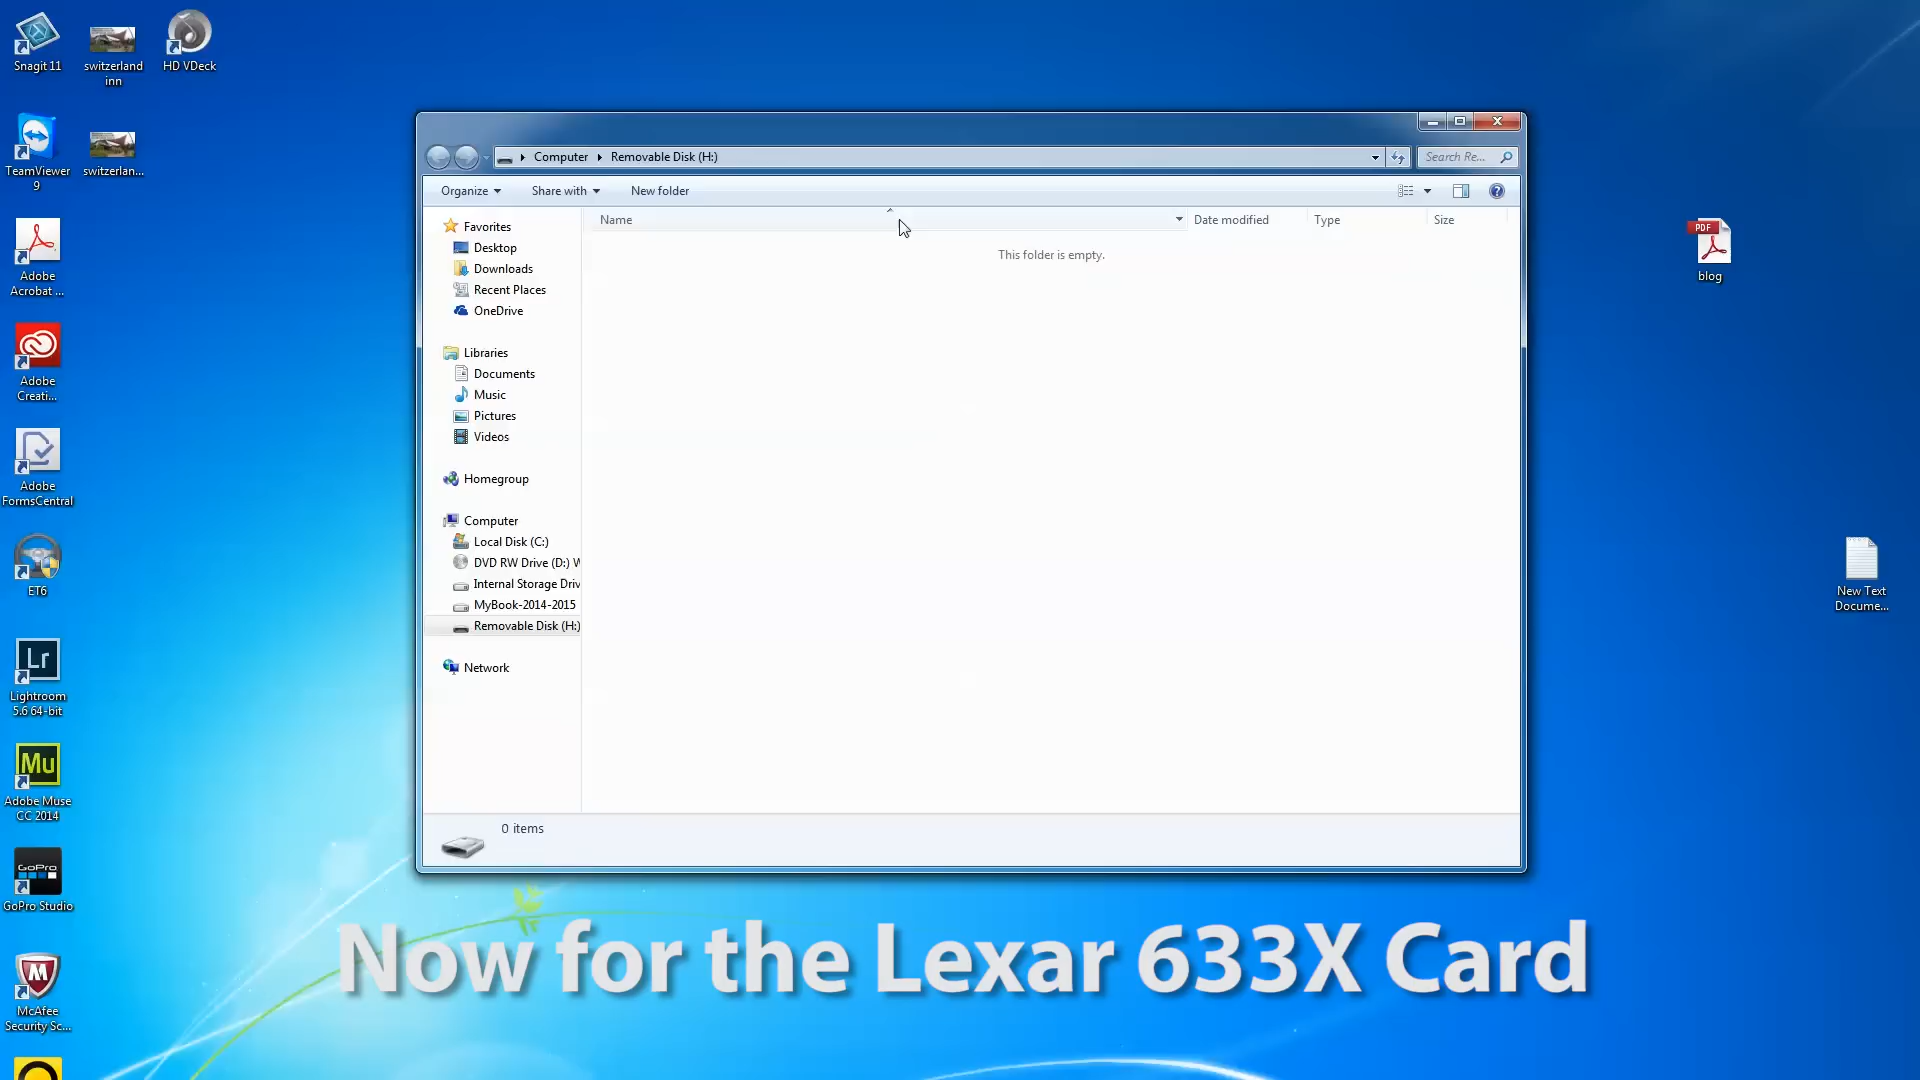 Snagit 11
switzerland
inn
HD VDeck
TeamViewer
9
switzerlan...
Adobe
Acrobat ...
Adobe
Creati...
Adobe
FormsCentral
ET6
Lr
Lightroom
5.6 64-bit
Mu
Adobe Muse
CC 2014
GoPro
GoPro Studio
McAfee
Security Sc...
Computer
Removable Disk (H:)
Search Re...
Organize
Share with
New folder
Favorites
Desktop
Downloads
Recent Places
OneDrive
Libraries
Documents
Music
Pictures
Videos
Homegroup
Computer
Local Disk (C:)
DVD RW Drive (D:) W
Internal Storage Driv
MyBook-2014-2015
Removable Disk (H:)
Network
Name
Date modified
Type
Size
This folder is empty.
0 items
PDF
blog
New Text
Docume...
Now for the Lexar 633X Card